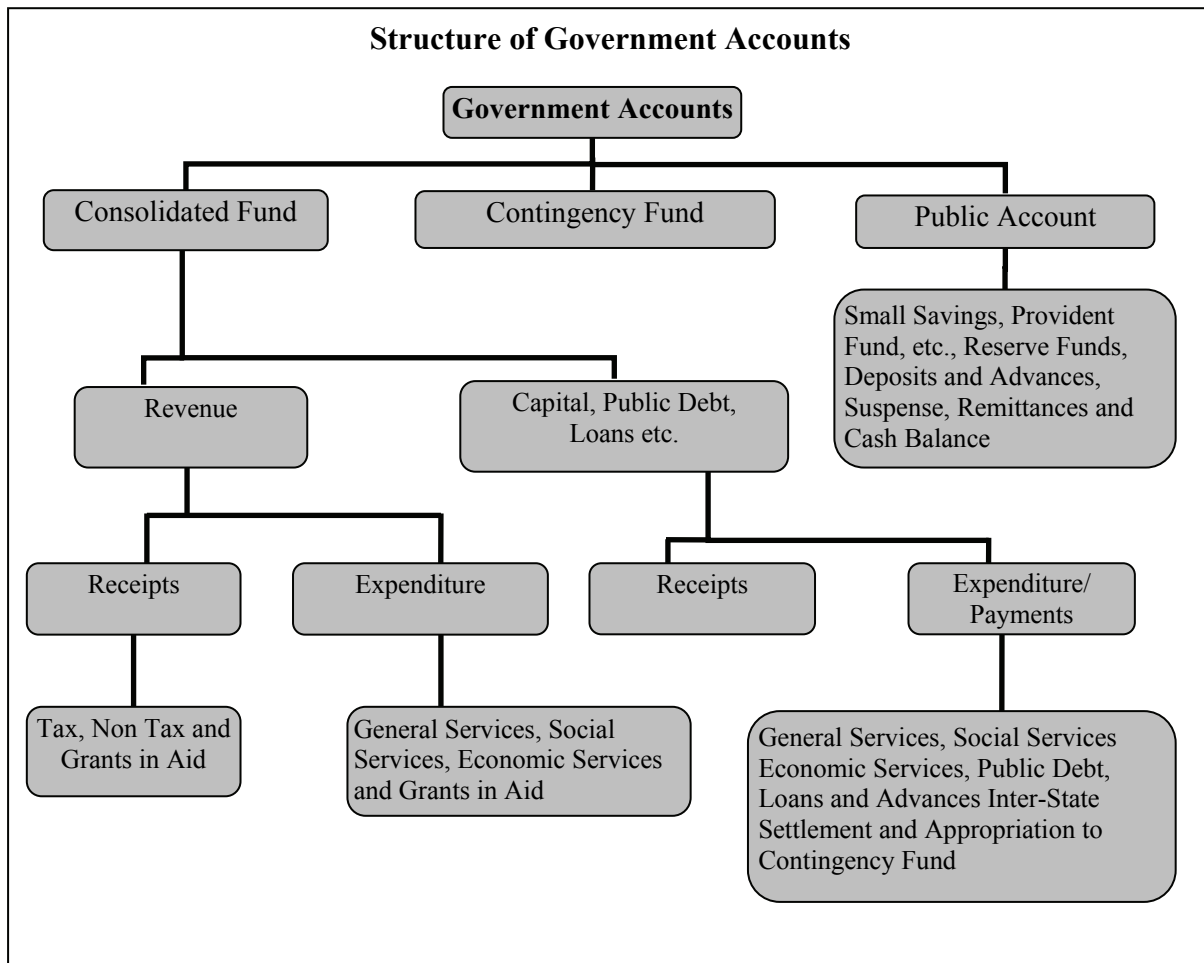 Structure of Government Accounts
Government Accounts
Consolidated Fund
Contingency Fund
Public Account
Small Savings, Provident
Fund, etc., Reserve Funds,
Deposits and Advances,
Suspense, Remittances and
Cash Balance
Revenue
Capital, Public Debt,
Loans etc.
Receipts
Expenditure
Receipts
Expenditure/
Payments
Tax, Non Tax and
Grants in Aid
General Services, Social
Services, Economic Services
and Grants in Aid
General Services, Social Services
Economic Services, Public Debt,
Loans and Advances Inter-State
Settlement and Appropriation to
Contingency Fund